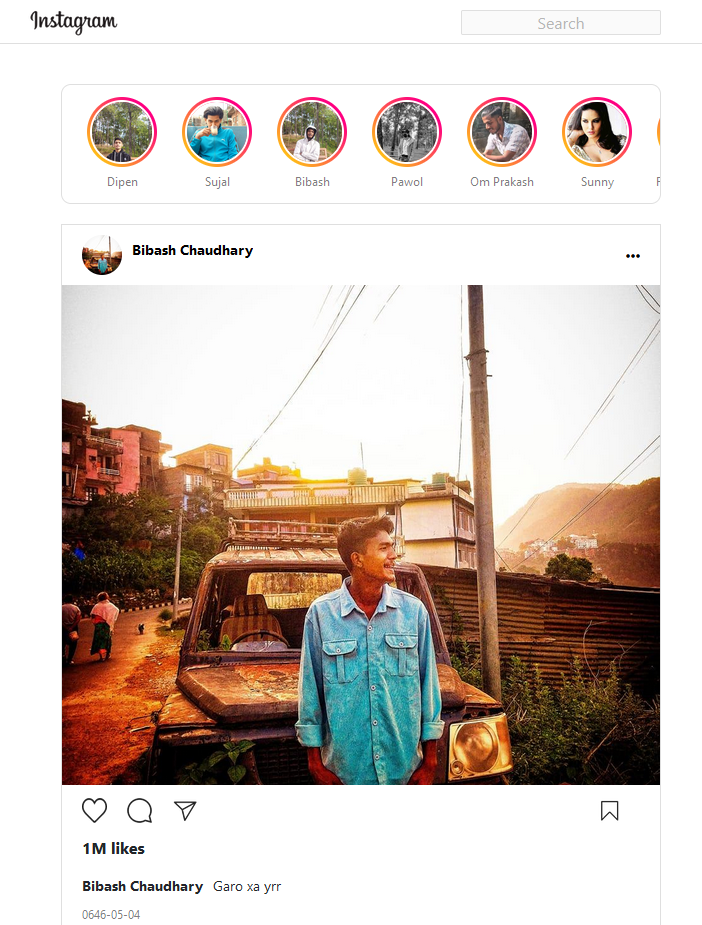 Instagram
Search
Dipen Sujal Bibash Pawol Om Prakash Sunny
Bibash Chaudhary
1M likes
Bibash Chaudhary Garo xa yrr
0646-05-04